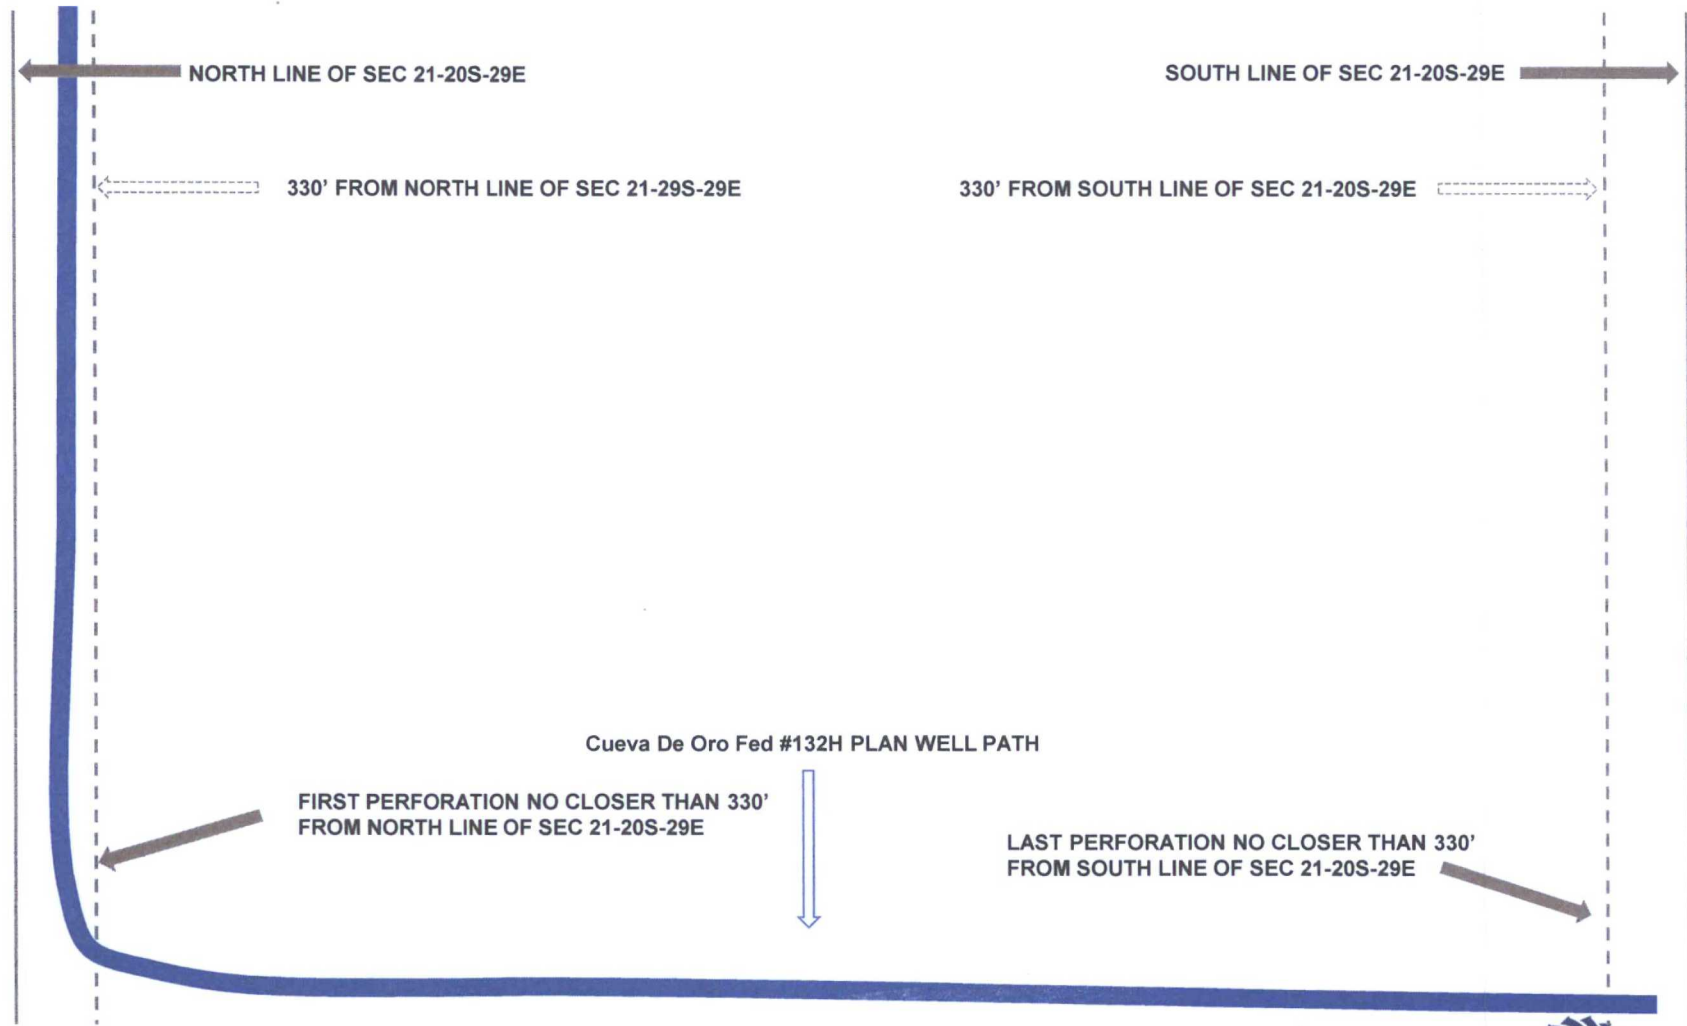 NORTH LINE OF SEC 21-20S-29E
SOUTH LINE OF SEC 21-20S-29E
330' FROM NORTH LINE OF SEC 21-29S-29E
330' FROM SOUTH LINE OF SEC 21-20S-29E
Cueva De Oro Fed #132H PLAN WELL PATH
FIRST PERFORATION NO CLOSER THAN 330'
FROM NORTH LINE OF SEC 21-20S-29E
LAST PERFORATION NO CLOSER THAN 330'
FROM SOUTH LINE OF SEC 21-20S-29E